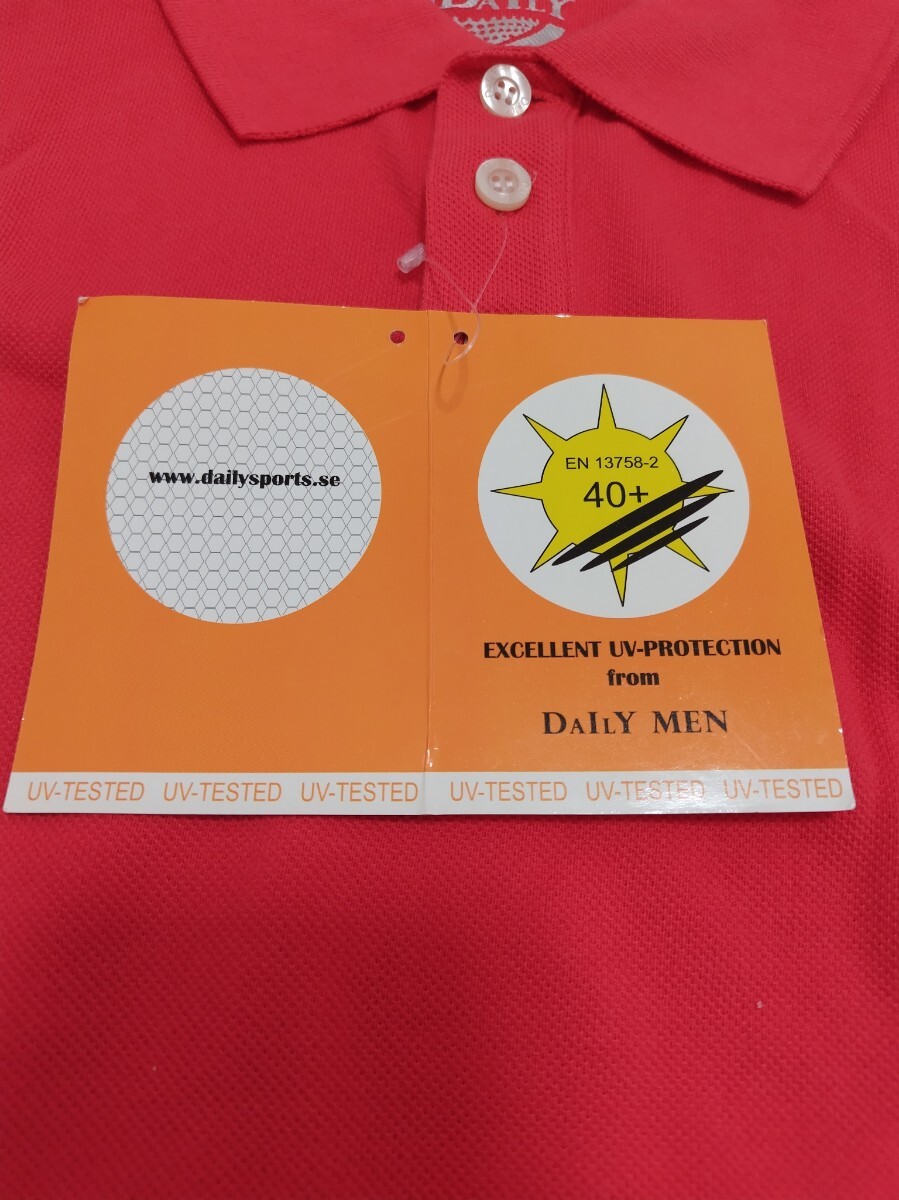 DAILY
www.dailysports.se
EN 13758-2
40+
EXCELLENT UV-PROTECTION
from
DAILY MEN
UV-TESTED UV-TESTED UV-TESTED
UV-TESTED UV-TESTED UV-TESTED